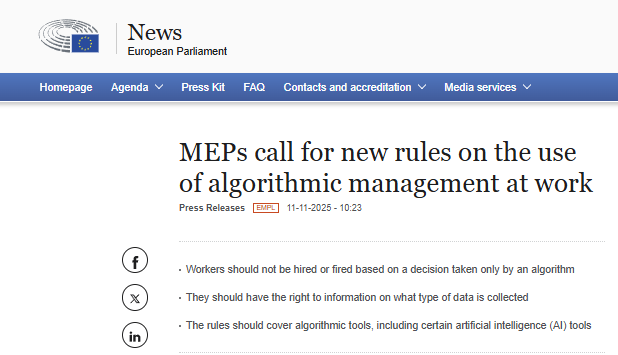 News
European Parliament
Homepage Agenda Press Kit FAQ Contacts and accreditation Media services
MEPs call for new rules on the use
of algorithmic management at work
Press Releases EMPL 11-11-2025 - 10:23
· Workers should not be hired or fired based on a decision taken only by an algorithm
· They should have the right to information on what type of data is collected
· The rules should cover algorithmic tools, including certain artificial intelligence (AI) tools